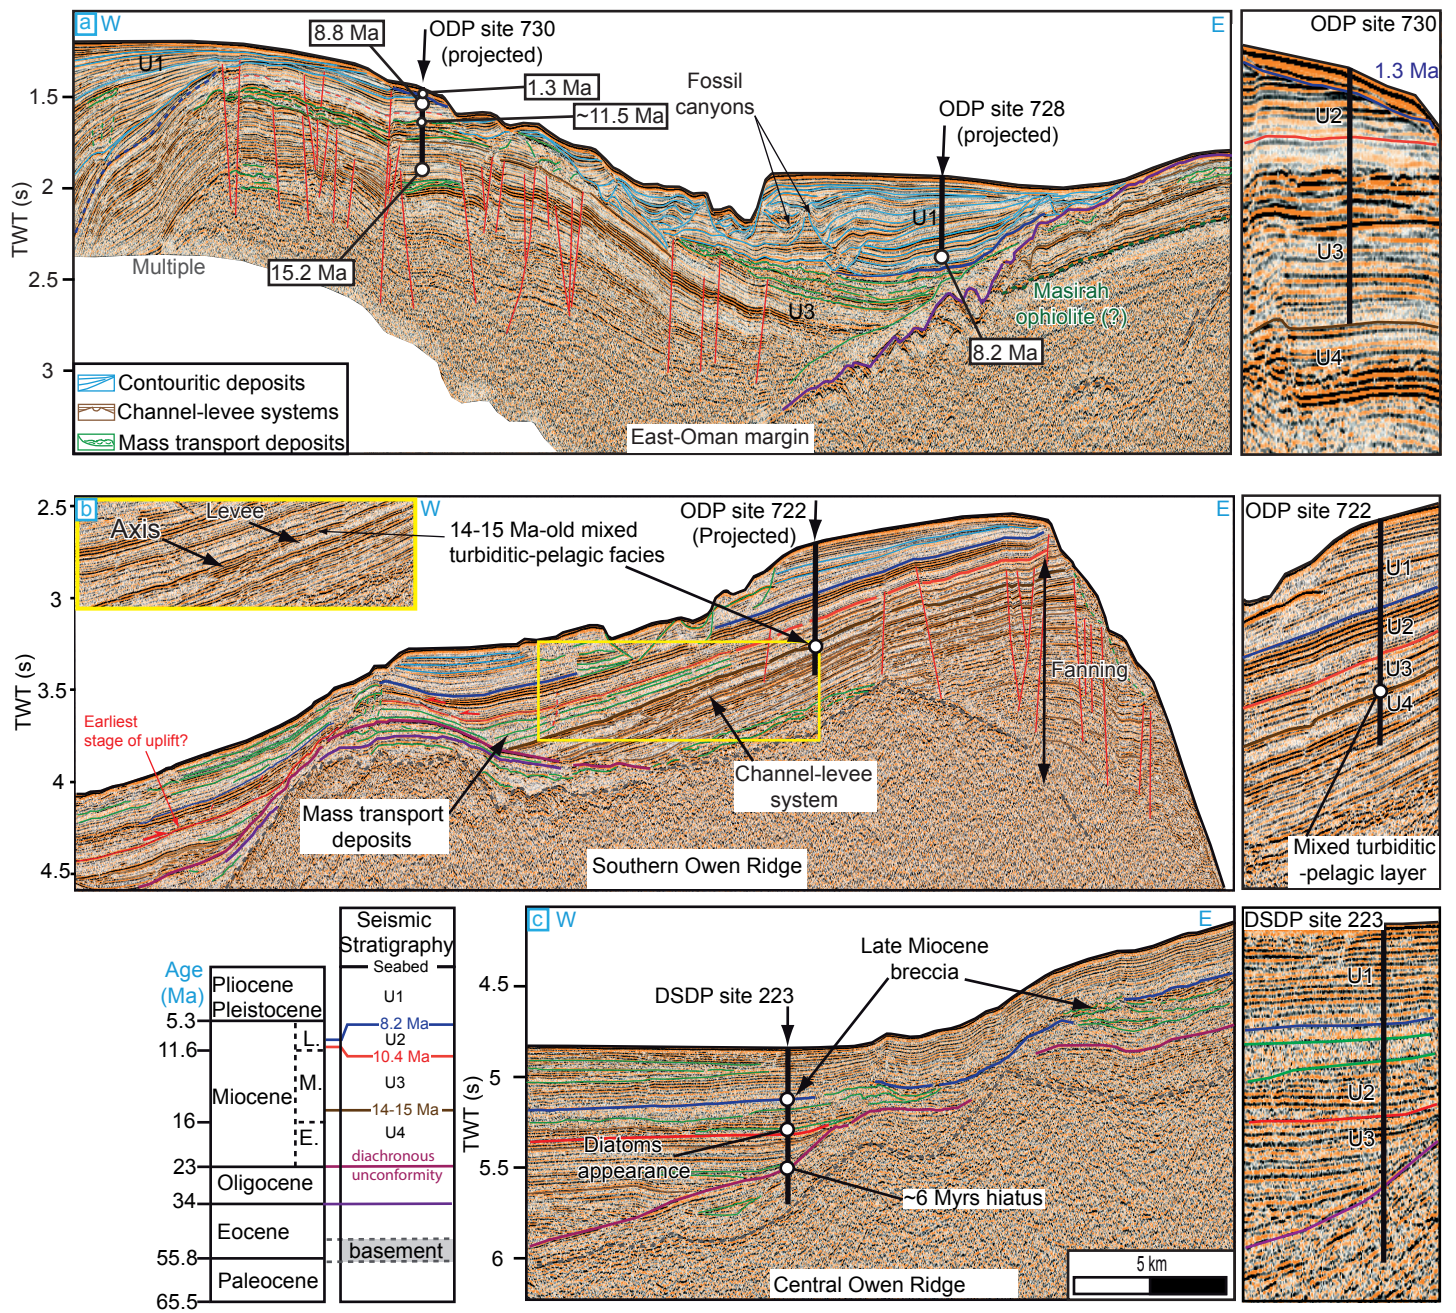 a W
8.8 Ma
ODP site 730
(projected)
E
U1
1.3 Ma
~11.5 Ma
Fossil
canyons
ODP site 728
(projected)
1.5
2
2.5
3
TWT (s)
U1
Multiple
15.2 Ma
U3
Masirah
ophiolite (?)
8.2 Ma
Contouritic deposits
Channel-levee systems
Mass transport deposits
East-Oman margin
ODP site 730
1.3 Ma
U2
U3
U4
b
W
Levee
Axis
14-15 Ma-old mixed
turbiditic-pelagic facies
ODP site 722
(Projected)
E
2.5
3
3.5
4
4.5
TWT (s)
Fanning
Earliest
stage of uplift?
Mass transport
deposits
Channel-levee
system
Southern Owen Ridge
ODP site 722
U1
U2
U3
U4
Mixed turbiditic
-pelagic layer
Age
(Ma)
Seismic
Stratigraphy
Seabed
Pliocene
Pleistocene
U1
5.3
L.
8.2 Ma
U2
11.6
10.4 Ma
Miocene
M.
U3
14-15 Ma
16
E.
U4
diachronous
unconformity
23
Oligocene
34
Eocene
basement
55.8
Paleocene
65.5
c W
E
Late Miocene
breccia
DSDP site 223
4.5
5
5.5
6
TWT (s)
Diatoms
appearance
~6 Myrs hiatus
Central Owen Ridge
5 km
DSDP site 223
U1
U2
U3